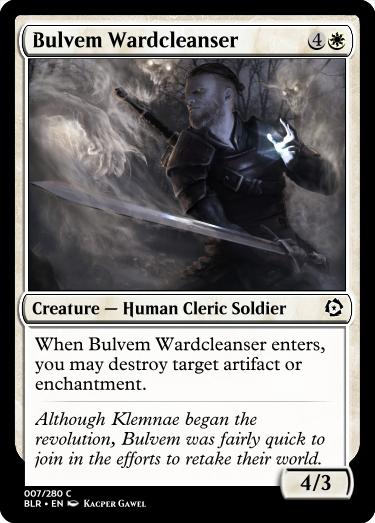 Bulvem Wardcleanser 4
Creature — Human Cleric Soldier
When Bulvem Wardcleanser enters,
you may destroy target artifact or
enchantment.
Although Klemnae began the
revolution, Bulvem was fairly quick to
join in the efforts to retake their world.
4/3
007/280 C
BLR • EN Kacper Gawel